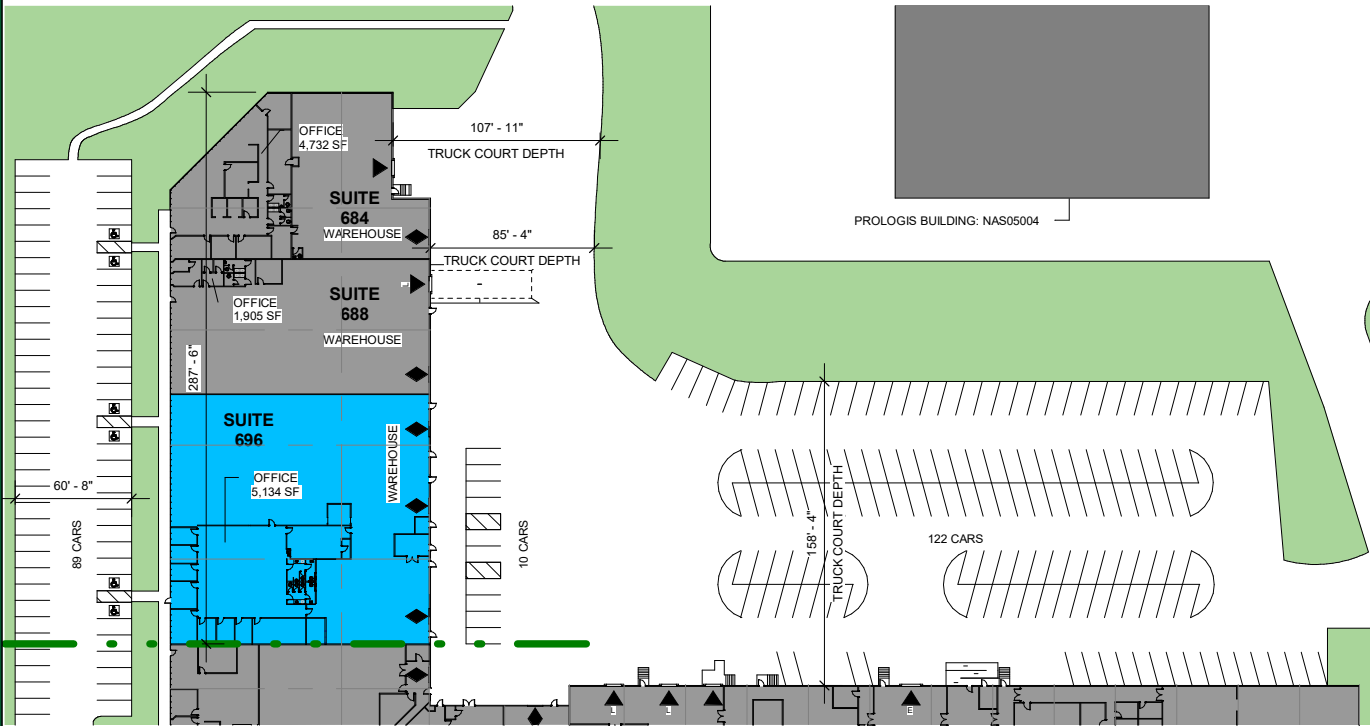 OFFICE
4,732 SF
107' - 11"
TRUCK COURT DEPTH
SUITE
684
WAREHOUSE
PROLOGIS BUILDING: NAS05004
85' - 4"
TRUCK COURT DEPTH
OFFICE
1,905 SF
SUITE
688
WAREHOUSE
287' - 6"
SUITE
696
WAREHOUSE
OFFICE
5,134 SF
60' - 8"
89 CARS
10 CARS
158' - 4"
TRUCK COURT DEPTH
122 CARS
L
L
E